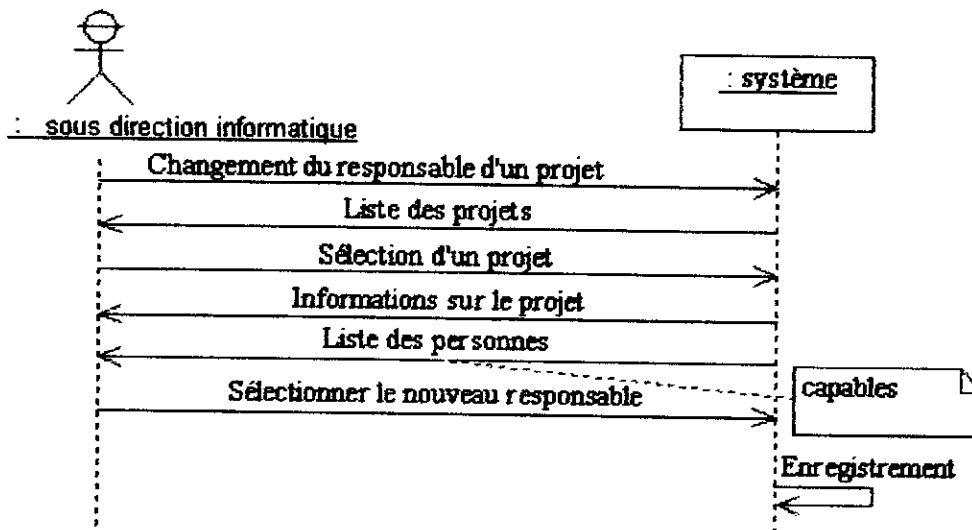 : système
: sous direction informatique
Changement du responsable d'un projet
Liste des projets
Sélection d'un projet
Informations sur le projet
Liste des personnes
capables
Sélectionner le nouveau responsable
Enregistrement